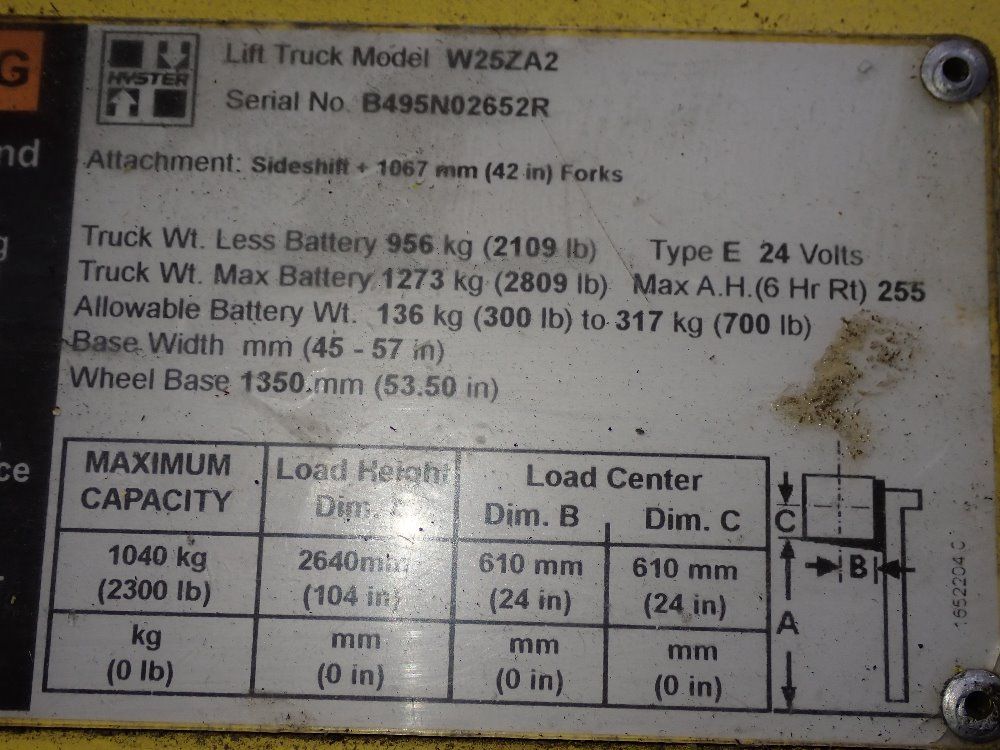 G
nd
g
ce
HYSTER
Lift Truck Model W25ZA2
Serial No. B495N02652R
Attachment: Sideshift + 1067 mm (42 in) Forks
Truck Wt. Less Battery 956 kg (2109 lb) Type E 24 Volts
Truck Wt. Max Battery 1273 kg (2809 lb) Max A.H.(6 Hr Rt) 255
Allowable Battery Wt. 136 kg (300 lb) to 317 kg (700 lb)
Base Width mm (45 - 57 in)
Wheel Base 1350 mm (53.50 in)
MAXIMUM CAPACITY Load Height Dim. Load Center
Dim. B Dim. C
1040 kg 2640mm 610 mm 610 mm
(2300 lb) (104 in) (24 in) (24 in)
kg mm mm mm
(0 lb) (0 in) (0 in) (0 in)
C
B
A
1652204 C